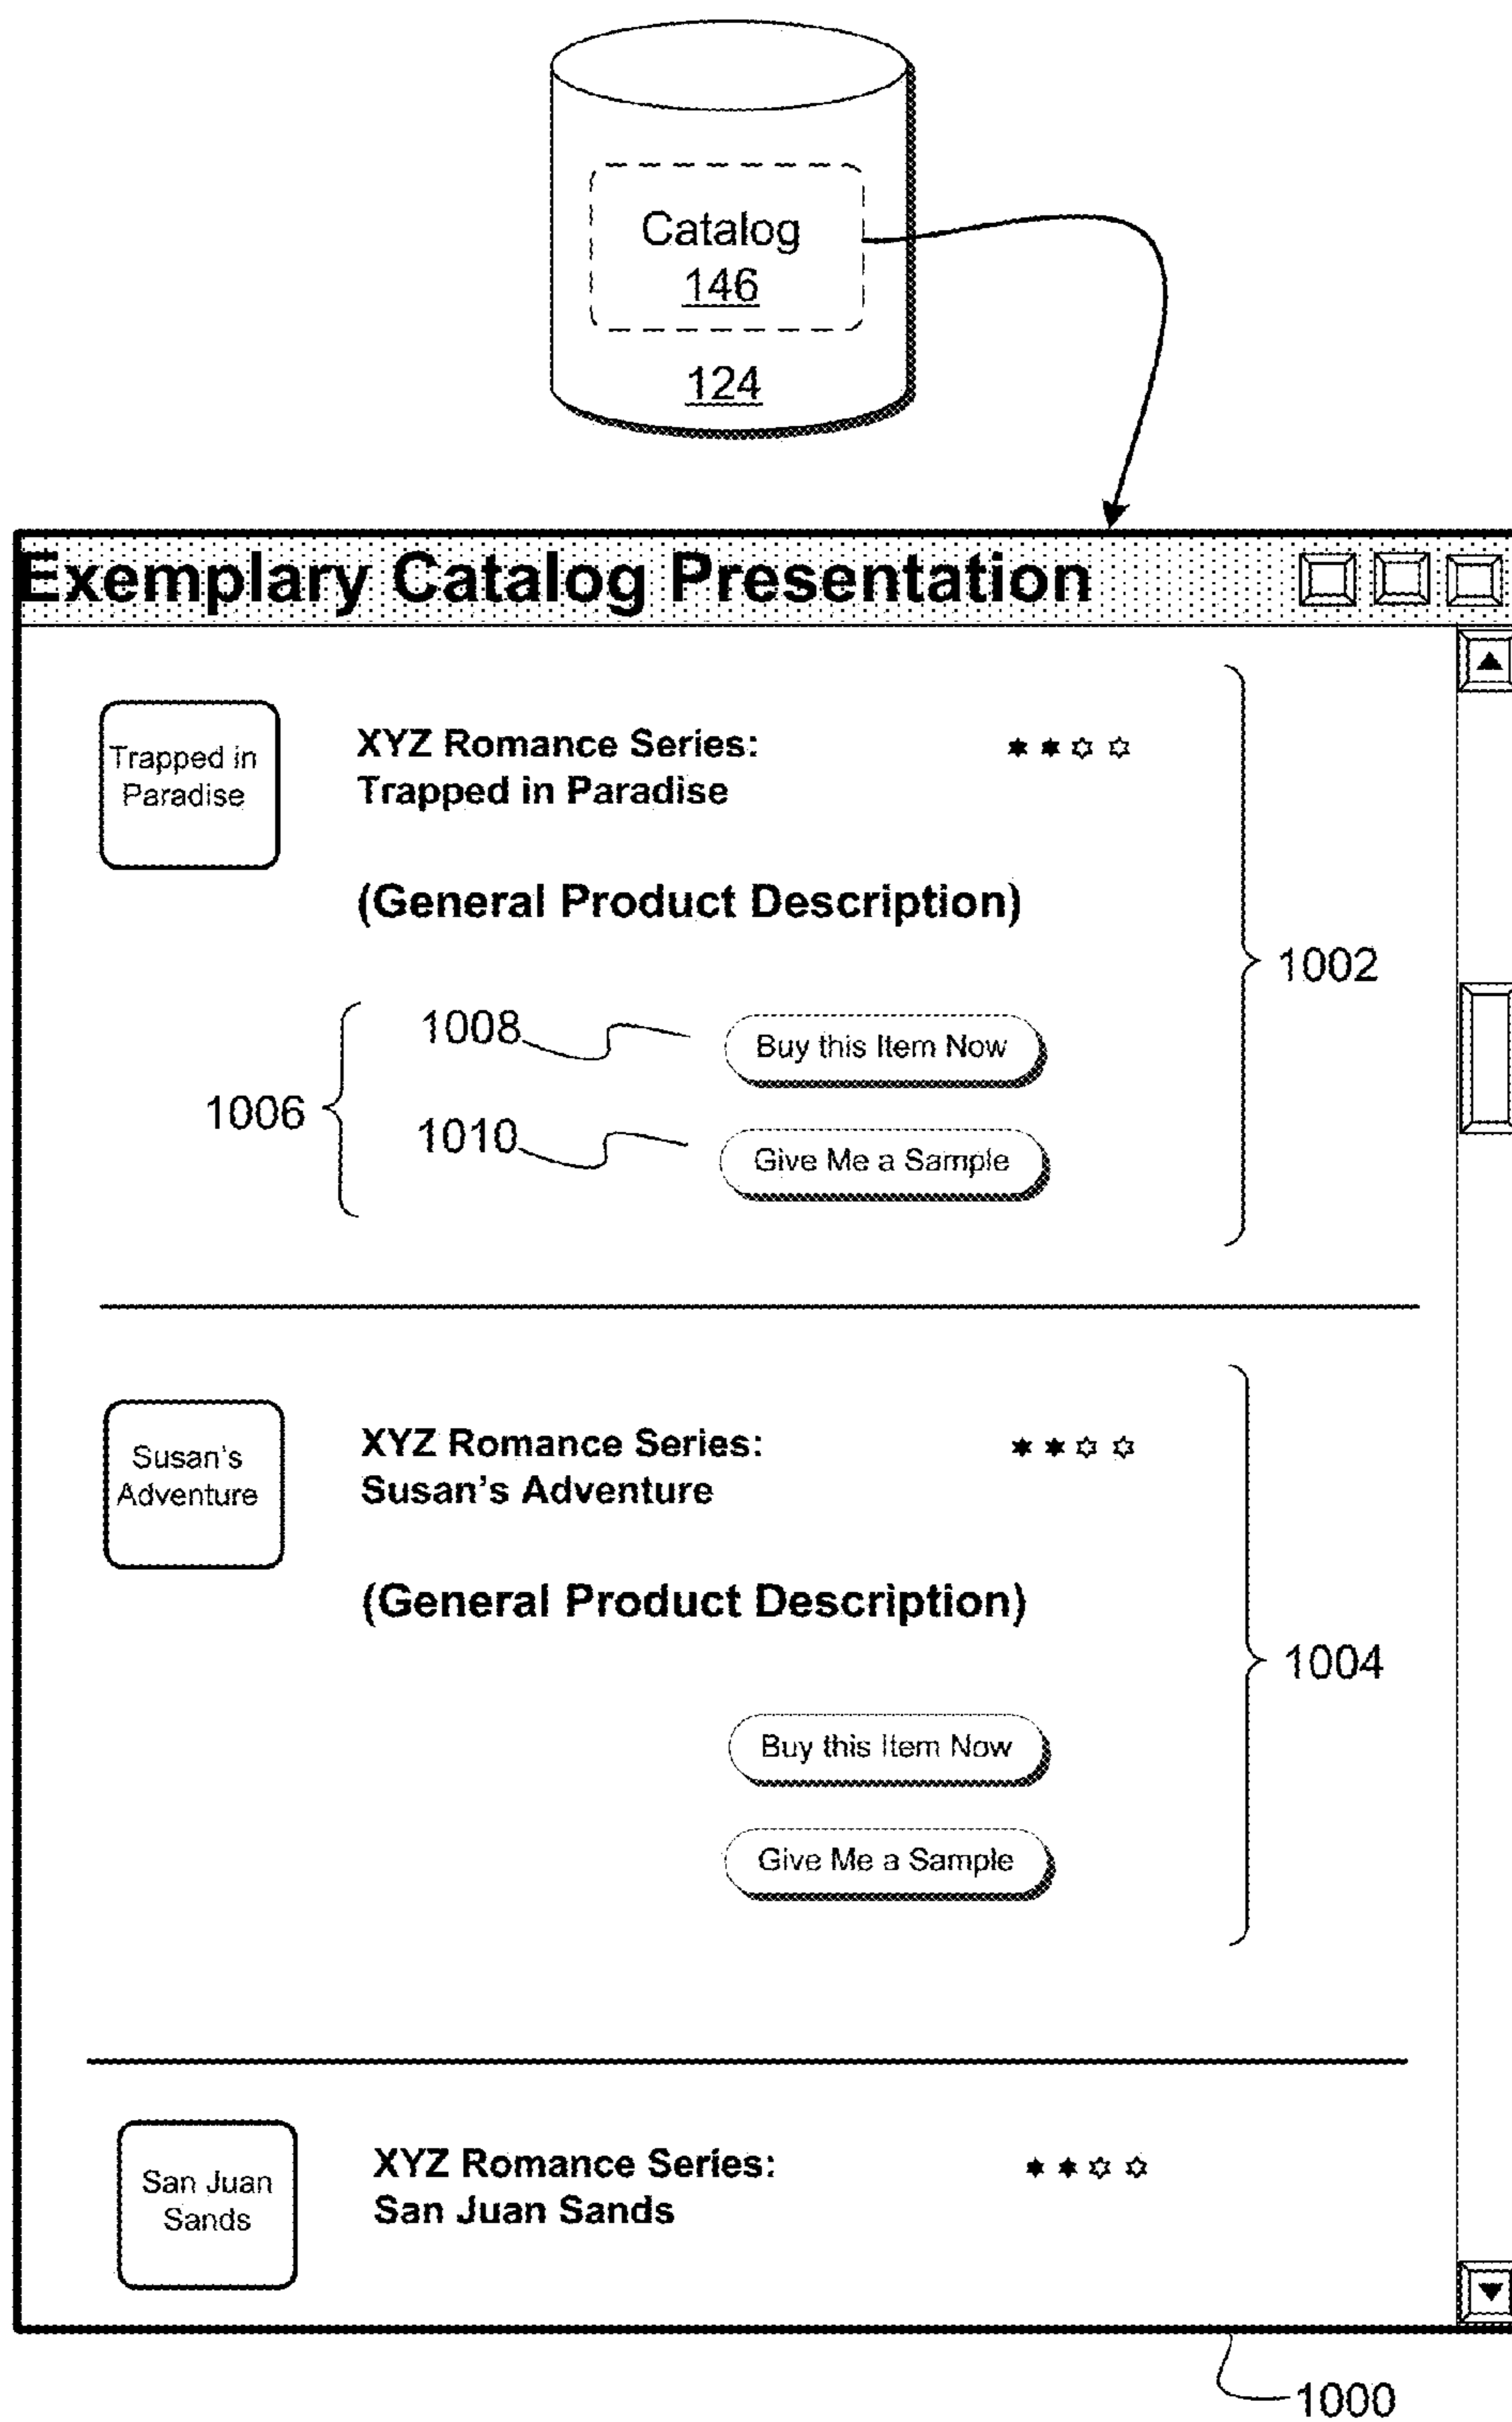 Catalog
146
124
Exemplary Catalog Presentation
Trapped in
Paradise
XYZ Romance Series:
Trapped in Paradise
(General Product Description)
1002
1006
1008
Buy this Item Now
1010
Give Me a Sample
Susan's
Adventure
XYZ Romance Series:
Susan's Adventure
(General Product Description)
1004
Buy this Item Now
Give Me a Sample
San Juan
Sands
XYZ Romance Series:
San Juan Sands
1000